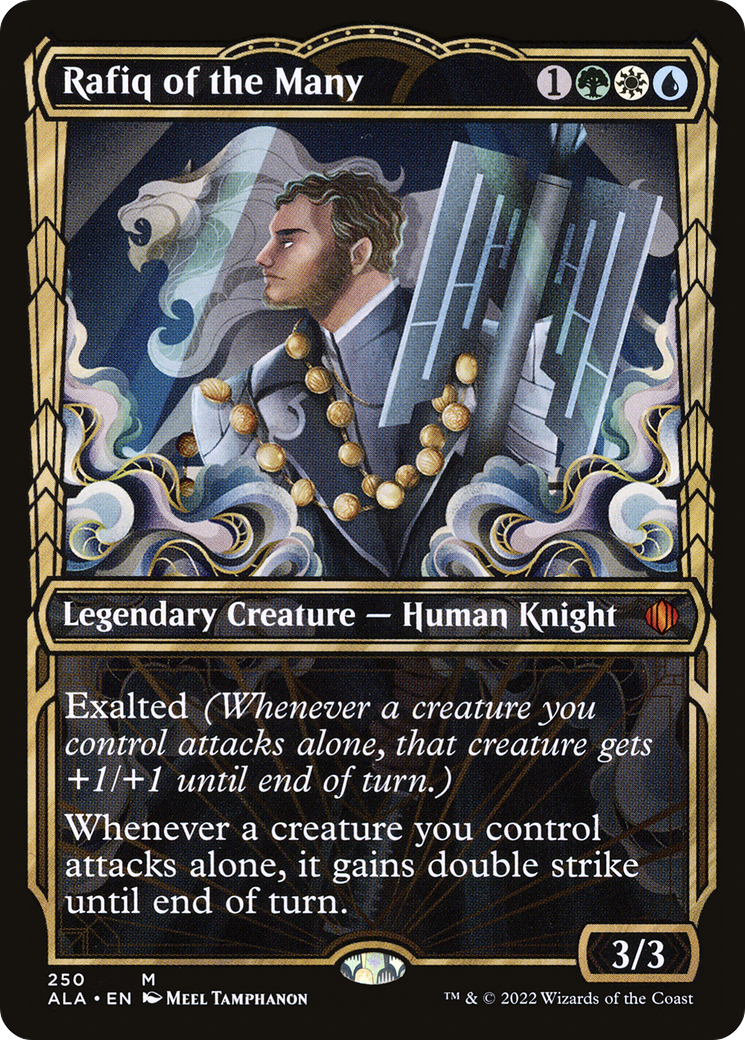 Rafiq of the Many 1
Legendary Creature — Human Knight
Exalted (Whenever a creature you
control attacks alone, that creature gets
+1/+1 until end of turn.)
Whenever a creature you control
attacks alone, it gains double strike
until end of turn.
3/3
250 M
ALA • EN MEEL TAMPHANON
™ & © 2022 Wizards of the Coast